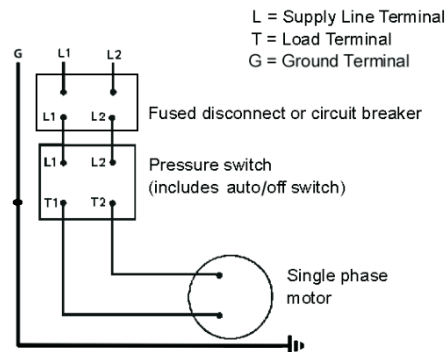 L = Supply Line Terminal
T = Load Terminal
G = Ground Terminal
G L1 L2
L1 L2
Fused disconnect or circuit breaker
L1 L2
Pressure switch
(includes auto/off switch)
T1 T2
Single phase
motor